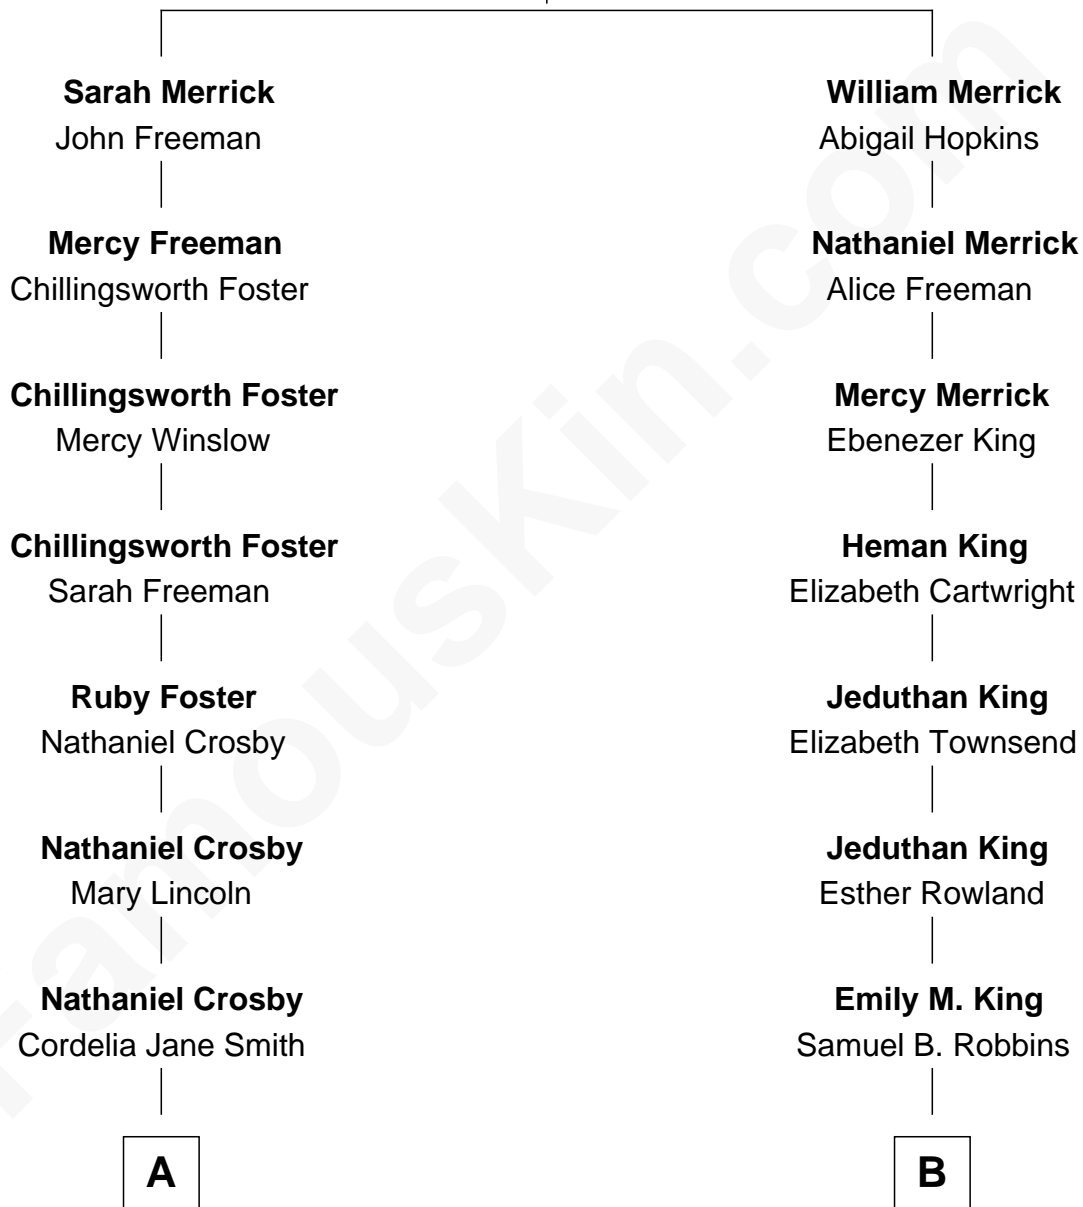 Sarah Merrick
John Freeman
Mercy Freeman
Chillingsworth Foster
Chillingsworth Foster
Mercy Winslow
Chillingsworth Foster
Sarah Freeman
Ruby Foster
Nathaniel Crosby
Nathaniel Crosby
Mary Lincoln
Nathaniel Crosby
Cordelia Jane Smith
A
William Merrick
Abigail Hopkins
Nathaniel Merrick
Alice Freeman
Mercy Merrick
Ebenezer King
Heman King
Elizabeth Cartwright
Jeduthan King
Elizabeth Townsend
Jeduthan King
Esther Rowland
Emily M. King
Samuel B. Robbins
B
FamousKin.com